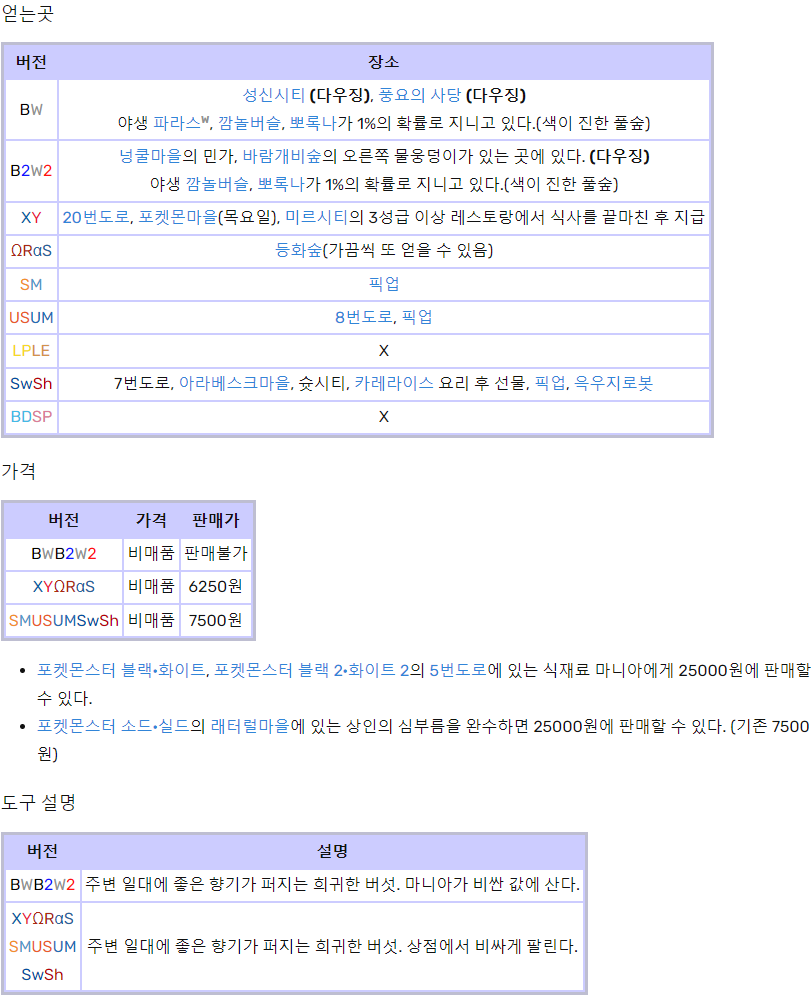 얻는곳
버전 장소
BW 성신시티 (다우징), 풍요의 사당 (다우징)
야생 파라스ᵂ, 깜놀버슬, 뽀록나가 1%의 확률로 지니고 있다.(색이 진한 풀숲)
B2W2 넝쿨마을의 민가, 바람개비숲의 오른쪽 물웅덩이가 있는 곳에 있다. (다우징)
야생 깜놀버슬, 뽀록나가 1%의 확률로 지니고 있다.(색이 진한 풀숲)
XY 20번도로, 포켓몬마을(목요일), 미르시티의 3성급 이상 레스토랑에서 식사를 끝마친 후 지급
ΩRαS 등화숲(가끔씩 또 얻을 수 있음)
SM 픽업
USUM 8번도로, 픽업
LPLE X
SwSh 7번도로, 아라베스크마을, 슛시티, 카레라이스 요리 후 선물, 픽업, 윽우지로봇
BDSP X
가격
버전 가격 판매가
BWB2W2 비매품 판매불가
XYΩRαS 비매품 6250원
SMUSUMSwSh 비매품 7500원
• 포켓몬스터 블랙·화이트, 포켓몬스터 블랙 2·화이트 2의 5번도로에 있는 식재료 마니아에게 25000원에 판매할
수 있다.
• 포켓몬스터 소드·실드의 래터럴마을에 있는 상인의 심부름을 완수하면 25000원에 판매할 수 있다. (기존 7500
원)
도구 설명
버전 설명
BWB2W2 주변 일대에 좋은 향기가 퍼지는 희귀한 버섯. 마니아가 비싼 값에 산다.
XYΩRαS
SMUSUM 주변 일대에 좋은 향기가 퍼지는 희귀한 버섯. 상점에서 비싸게 팔린다.
SwSh